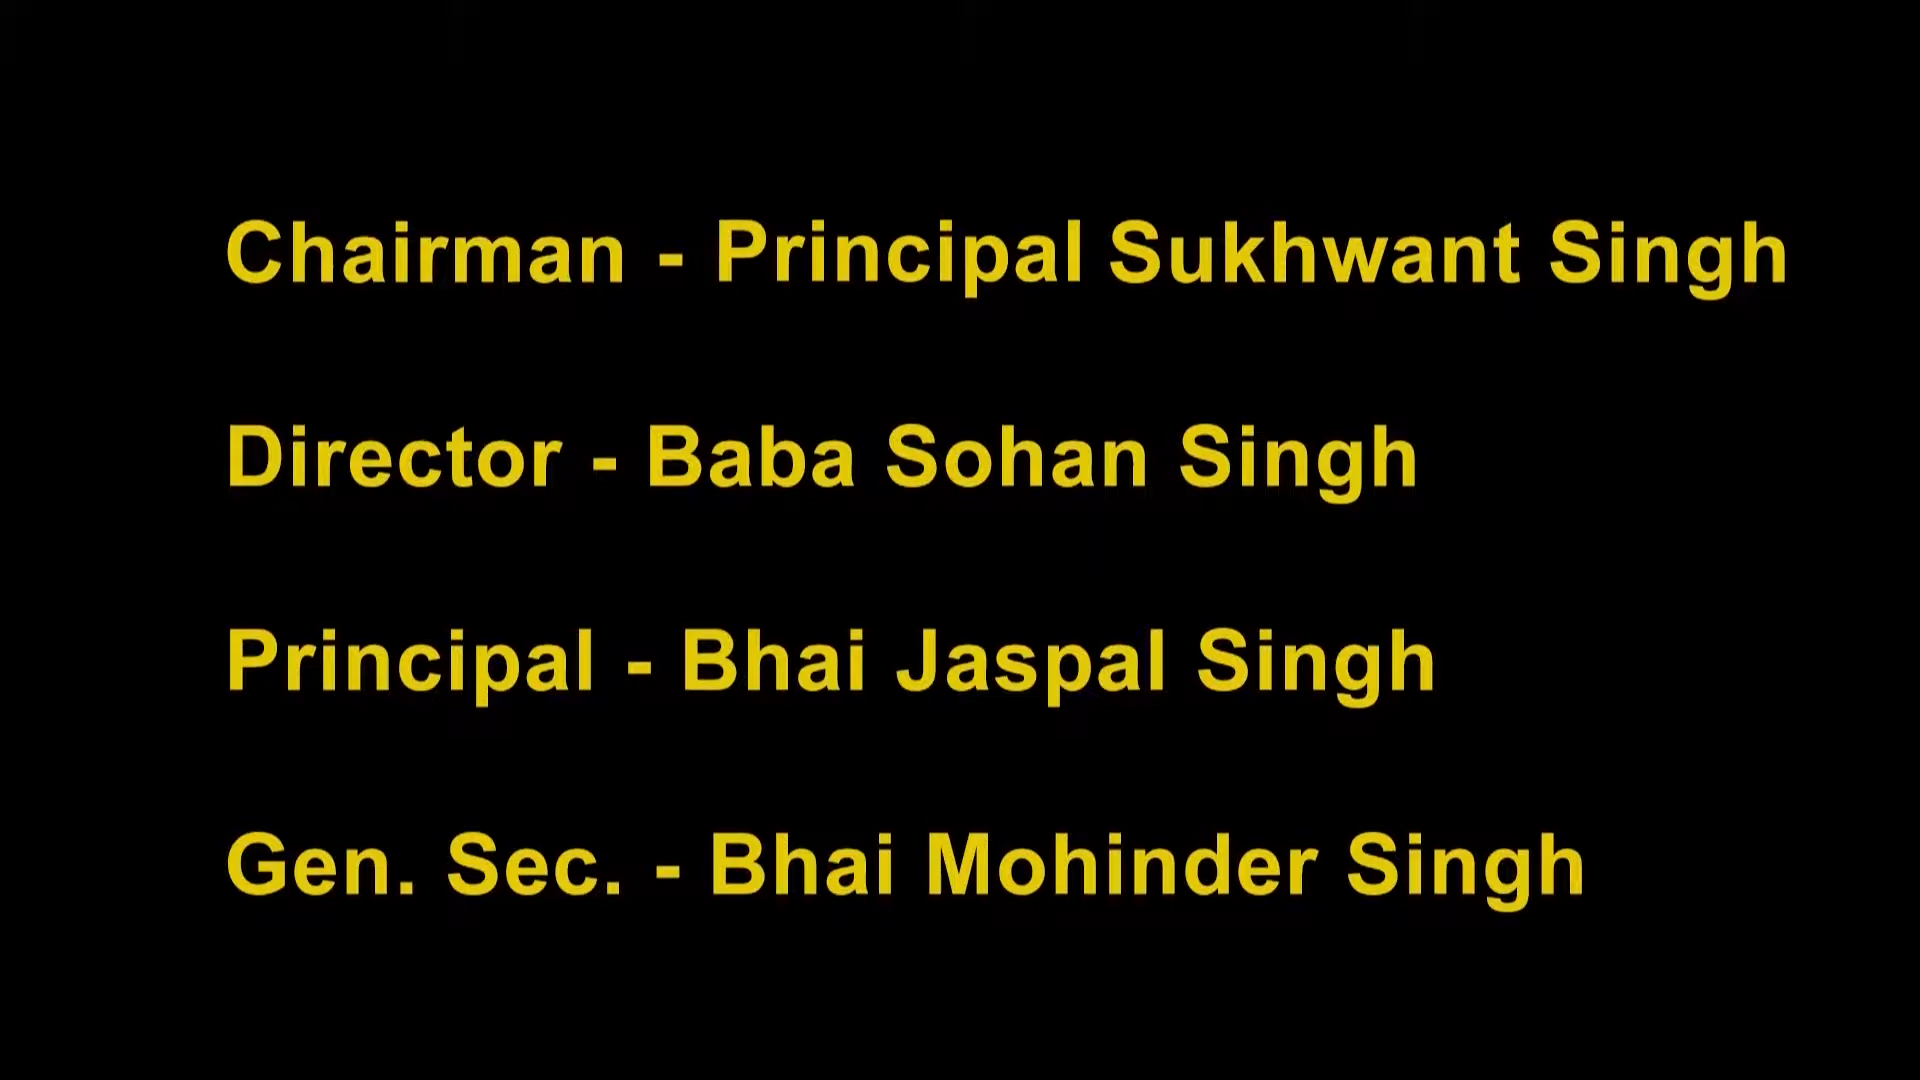 Chairman - Principal Sukhwant Singh
Director - Baba Sohan Singh
Principal - Bhai Jaspal Singh
Gen. Sec. - Bhai Mohinder Singh